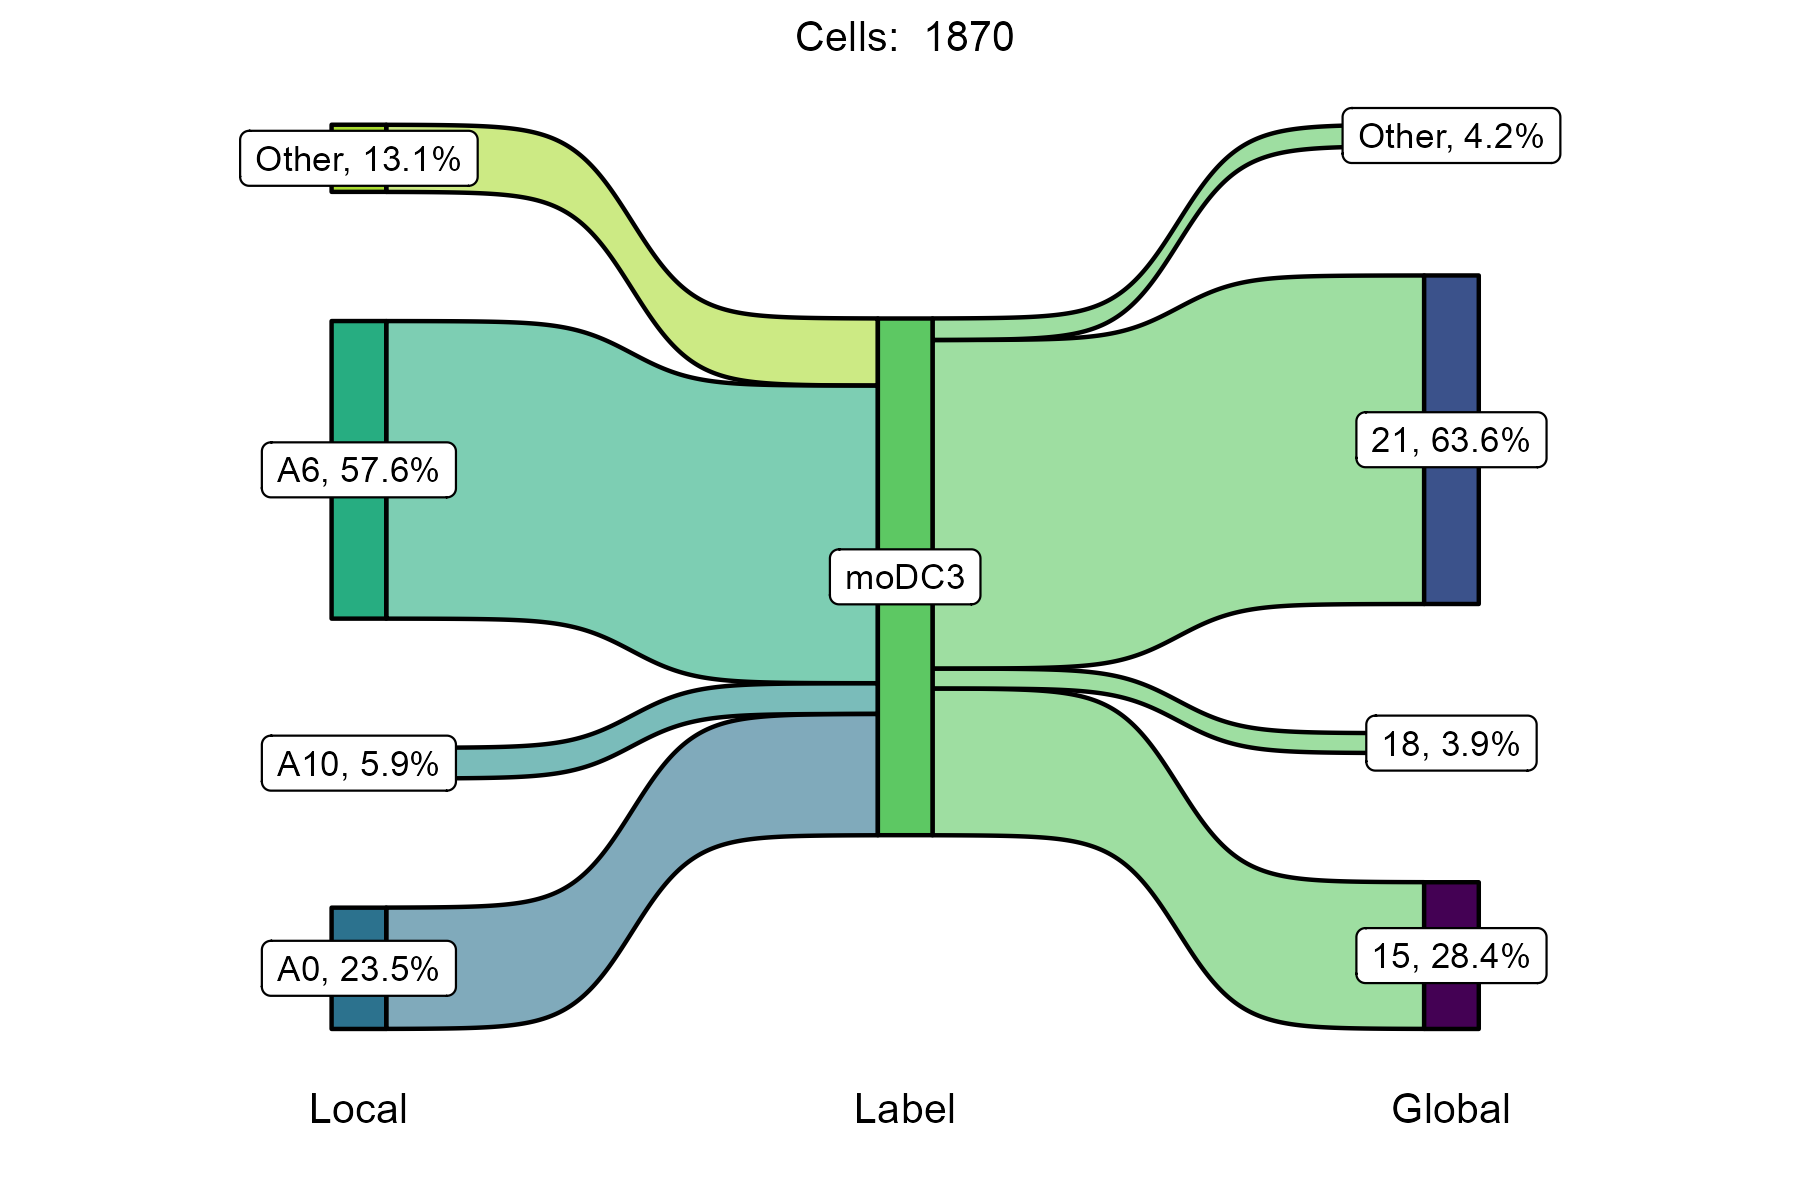 Cells: 1870
Other, 13.1%
A6, 57.6%
A10, 5.9%
A0, 23.5%
moDC3
Other, 4.2%
21, 63.6%
18, 3.9%
15, 28.4%
Local
Label
Global